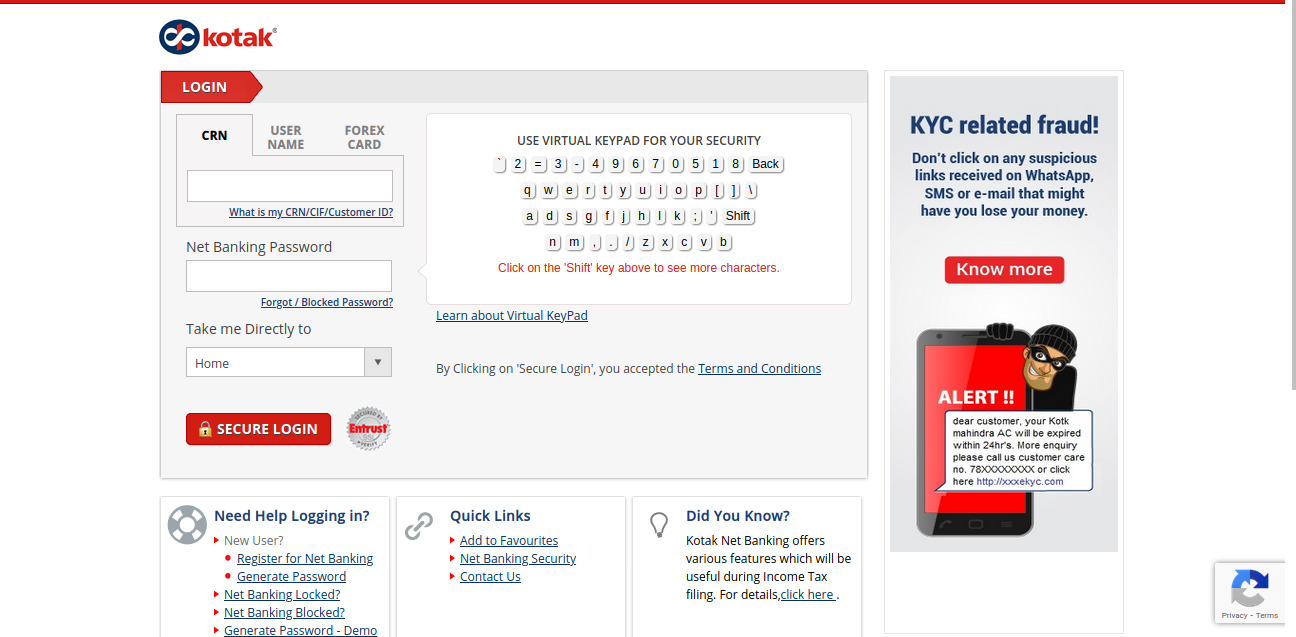 kotak
LOGIN
CRN
USER NAME
FOREX CARD
What is my CRN/CIF/Customer ID?
Net Banking Password
Forgot / Blocked Password?
Take me Directly to
Home
SECURE LOGIN
SECURED BY
Entrust
SSL
USE VIRTUAL KEYPAD FOR YOUR SECURITY
` 2 = 3 - 4 9 6 7 0 5 1 8 Back
q w e r t y u i o p [ ] \
a d s g f j h l k ; ' Shift
n m , . / z x c v b
Click on the 'Shift' key above to see more characters.
Learn about Virtual KeyPad
By Clicking on 'Secure Login', you accepted the Terms and Conditions
KYC related fraud!
Don't click on any suspicious
links received on WhatsApp,
SMS or e-mail that might
have you lose your money.
Know more
ALERT !!
dear customer, your Kotk
mahindra AC will be expired
within 24hr's. More enquiry
please call us customer care
no. 78XXXXXXXX or click
here http://xxxekyc.com
Need Help Logging in?
New User?
Register for Net Banking
Generate Password
Net Banking Locked?
Net Banking Blocked?
Generate Password - Demo
Quick Links
Add to Favourites
Net Banking Security
Contact Us
Did You Know?
Kotak Net Banking offers
various features which will be
useful during Income Tax
filing. For details,click here .
Privacy - Terms